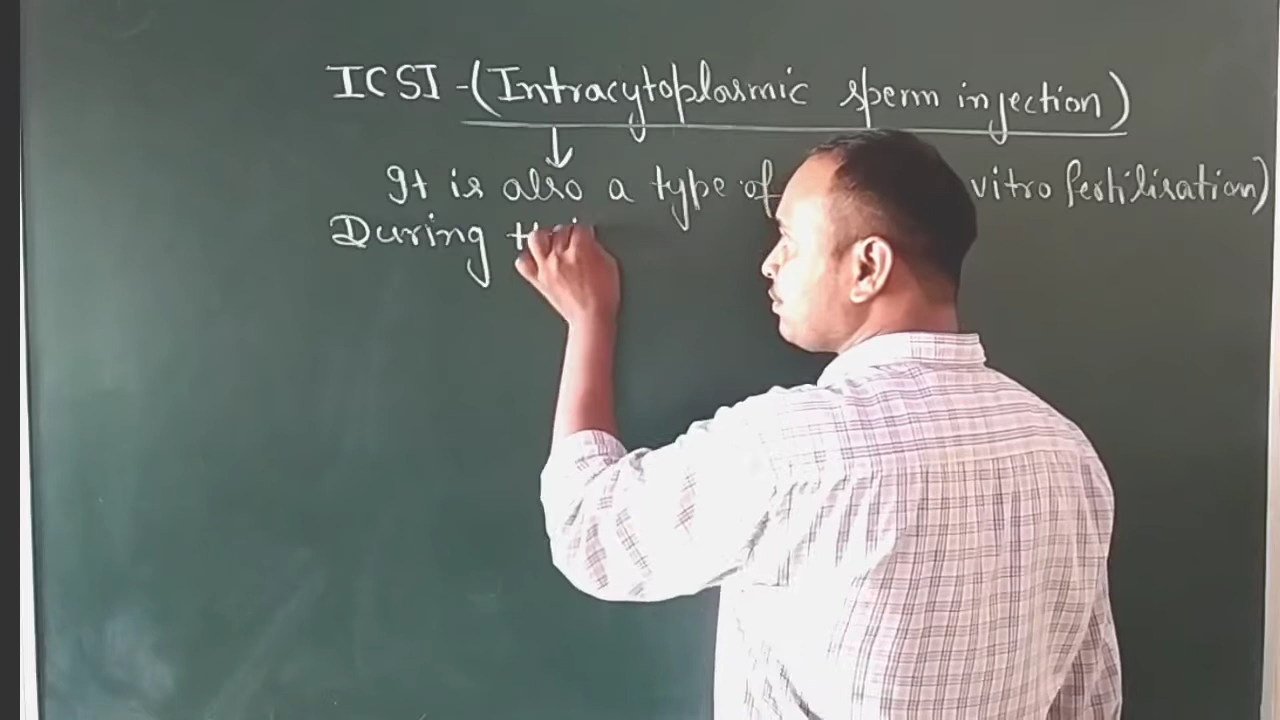 ICSI - (Intracytoplasmic sperm injection)
It is also a type of vitro fertilisation)
During